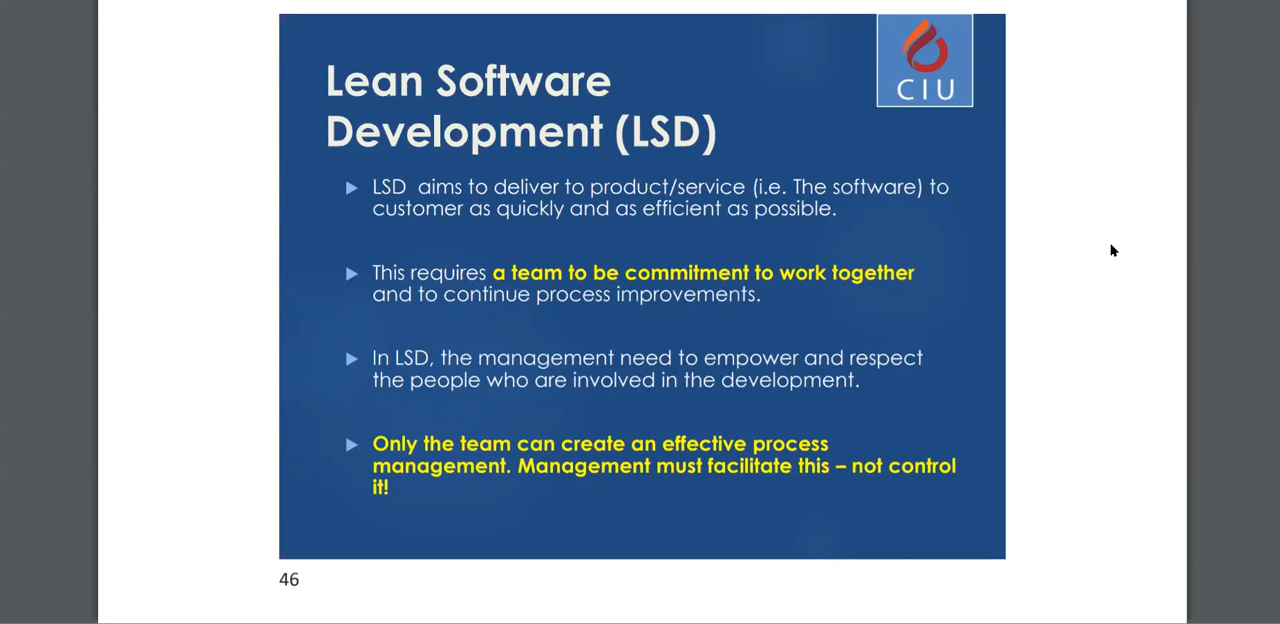 Lean Software
Development (LSD)
CIU
LSD aims to deliver to product/service (i.e. The software) to
customer as quickly and as efficient as possible.
This requires a team to be commitment to work together
and to continue process improvements.
In LSD, the management need to empower and respect
the people who are involved in the development.
Only the team can create an effective process
management. Management must facilitate this – not control
it!
46